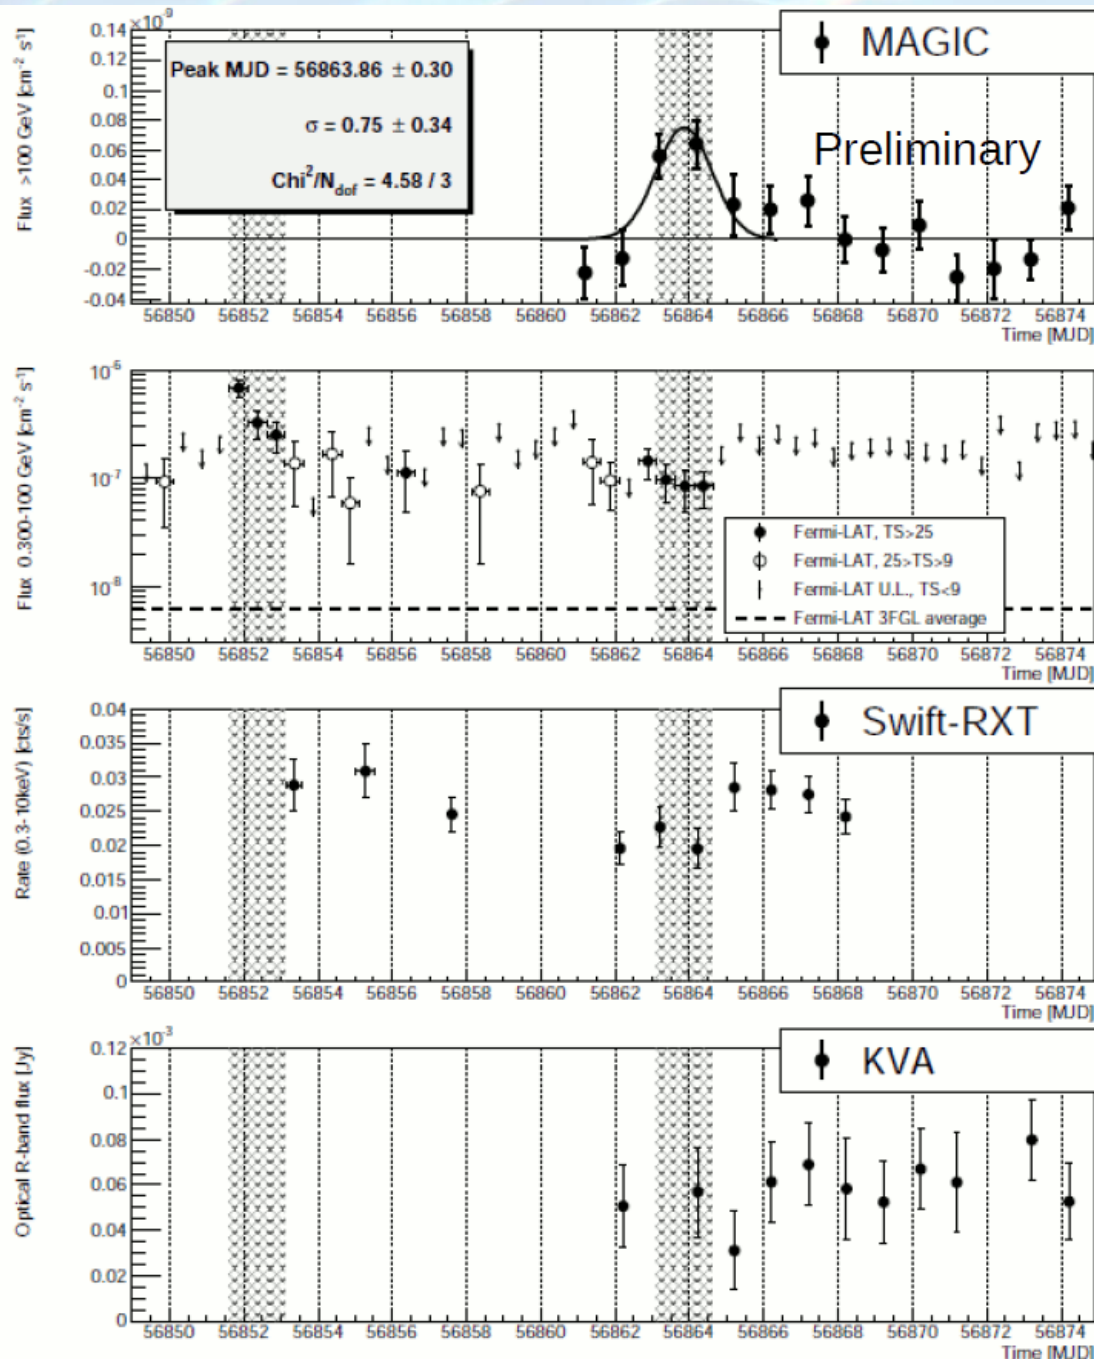 ×10⁻⁹
MAGIC
Preliminary
Peak MJD = 56863.86 ± 0.30
σ = 0.75 ± 0.34
Chi²/N_dof = 4.58 / 3
Flux >100 GeV [cm⁻² s¹]
0.14
0.12
0.1
0.08
0.06
0.04
0.02
0
-0.02
-0.04
56850 56852 56854 56856 56858 56860 56862 56864 56866 56868 56870 56872 56874
Time [MJD]
Flux 0.300-100 GeV [cm⁻² s¹]
10⁻⁶
10⁻⁷
10⁻⁸
Fermi-LAT, TS>25
Fermi-LAT, 25>TS>9
Fermi-LAT U.L., TS<9
Fermi-LAT 3FGL average
56850 56852 56854 56856 56858 56860 56862 56864 56866 56868 56870 56872 56874
Time [MJD]
Swift-RXT
Rate (0.3-10keV) [cts/s]
0.04
0.035
0.03
0.025
0.02
0.015
0.01
0.005
0
56850 56852 56854 56856 56858 56860 56862 56864 56866 56868 56870 56872 56874
Time [MJD]
×10⁻³
KVA
Optical R-band flux [Jy]
0.12
0.1
0.08
0.06
0.04
0.02
0
56850 56852 56854 56856 56858 56860 56862 56864 56866 56868 56870 56872 56874
Time [MJD]